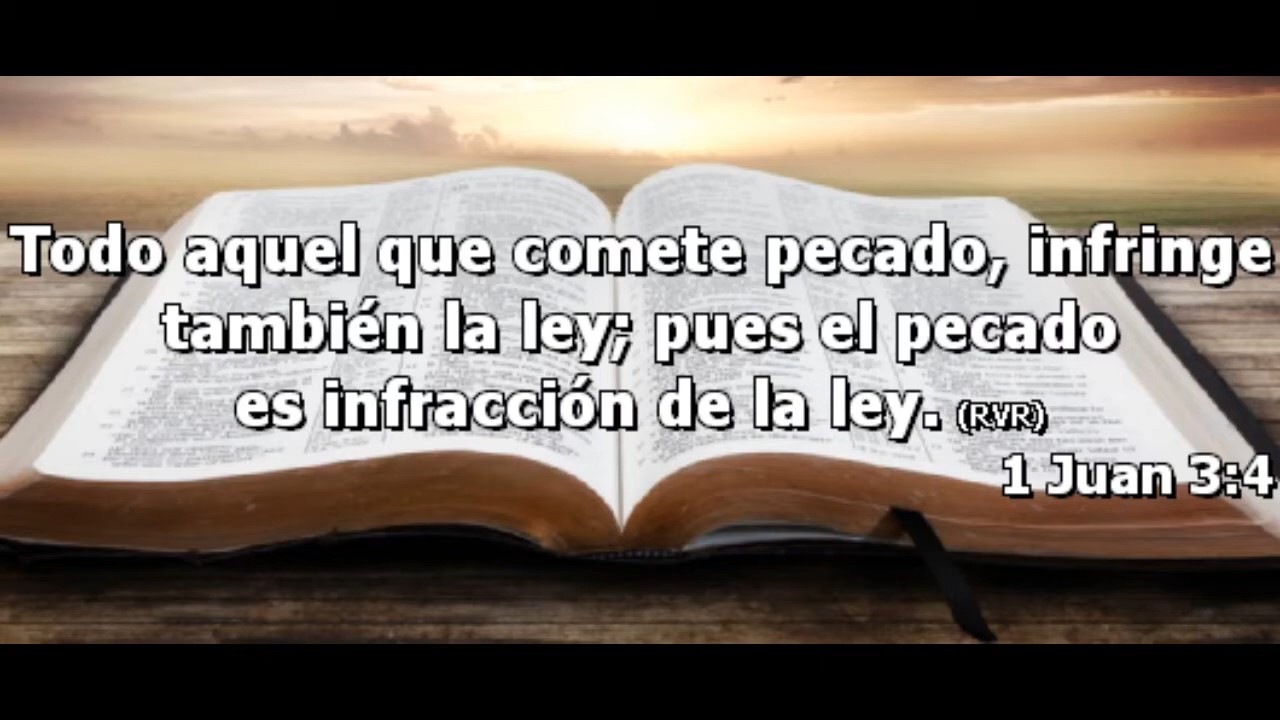 Todo aquel que comete pecado, infringe
también la ley; pues el pecado
es infracción de la ley. (RVR)
1 Juan 3:4